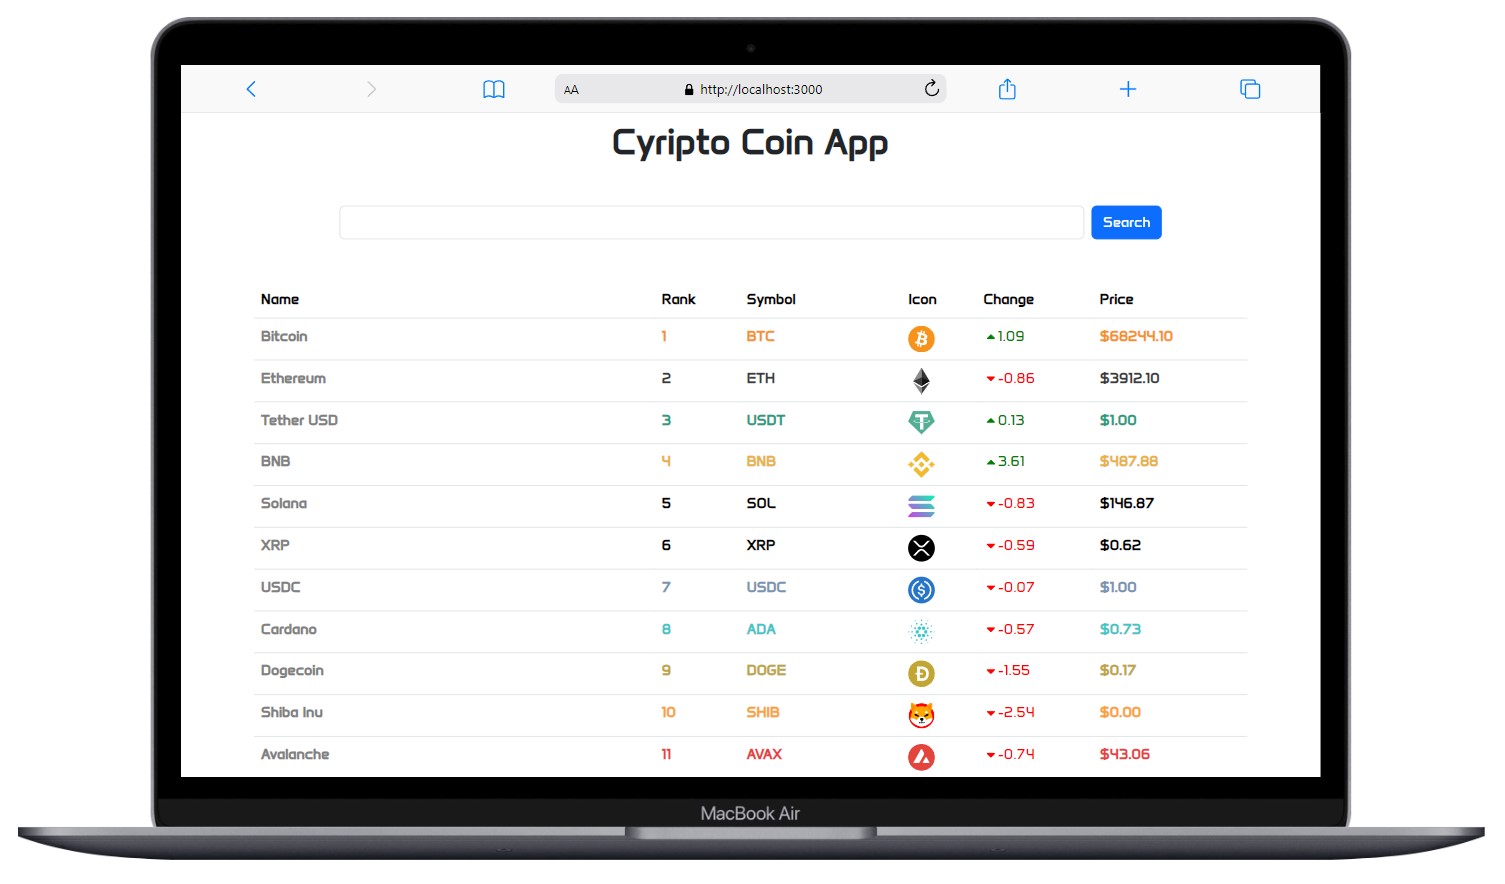 AA http://localhost:3000
Cyripto Coin App
Search
Name Rank Symbol Icon Change Price
Bitcoin 1 BTC 1.09 $68244.10
Ethereum 2 ETH -0.86 $3912.10
Tether USD 3 USDT 0.13 $1.00
BNB 4 BNB 3.61 $487.88
Solana 5 SOL -0.83 $146.87
XRP 6 XRP -0.59 $0.62
USDC 7 USDC -0.07 $1.00
Cardano 8 ADA -0.57 $0.73
Dogecoin 9 DOGE -1.55 $0.17
Shiba Inu 10 SHIB -2.54 $0.00
Avalanche 11 AVAX -0.74 $43.06
MacBook Air